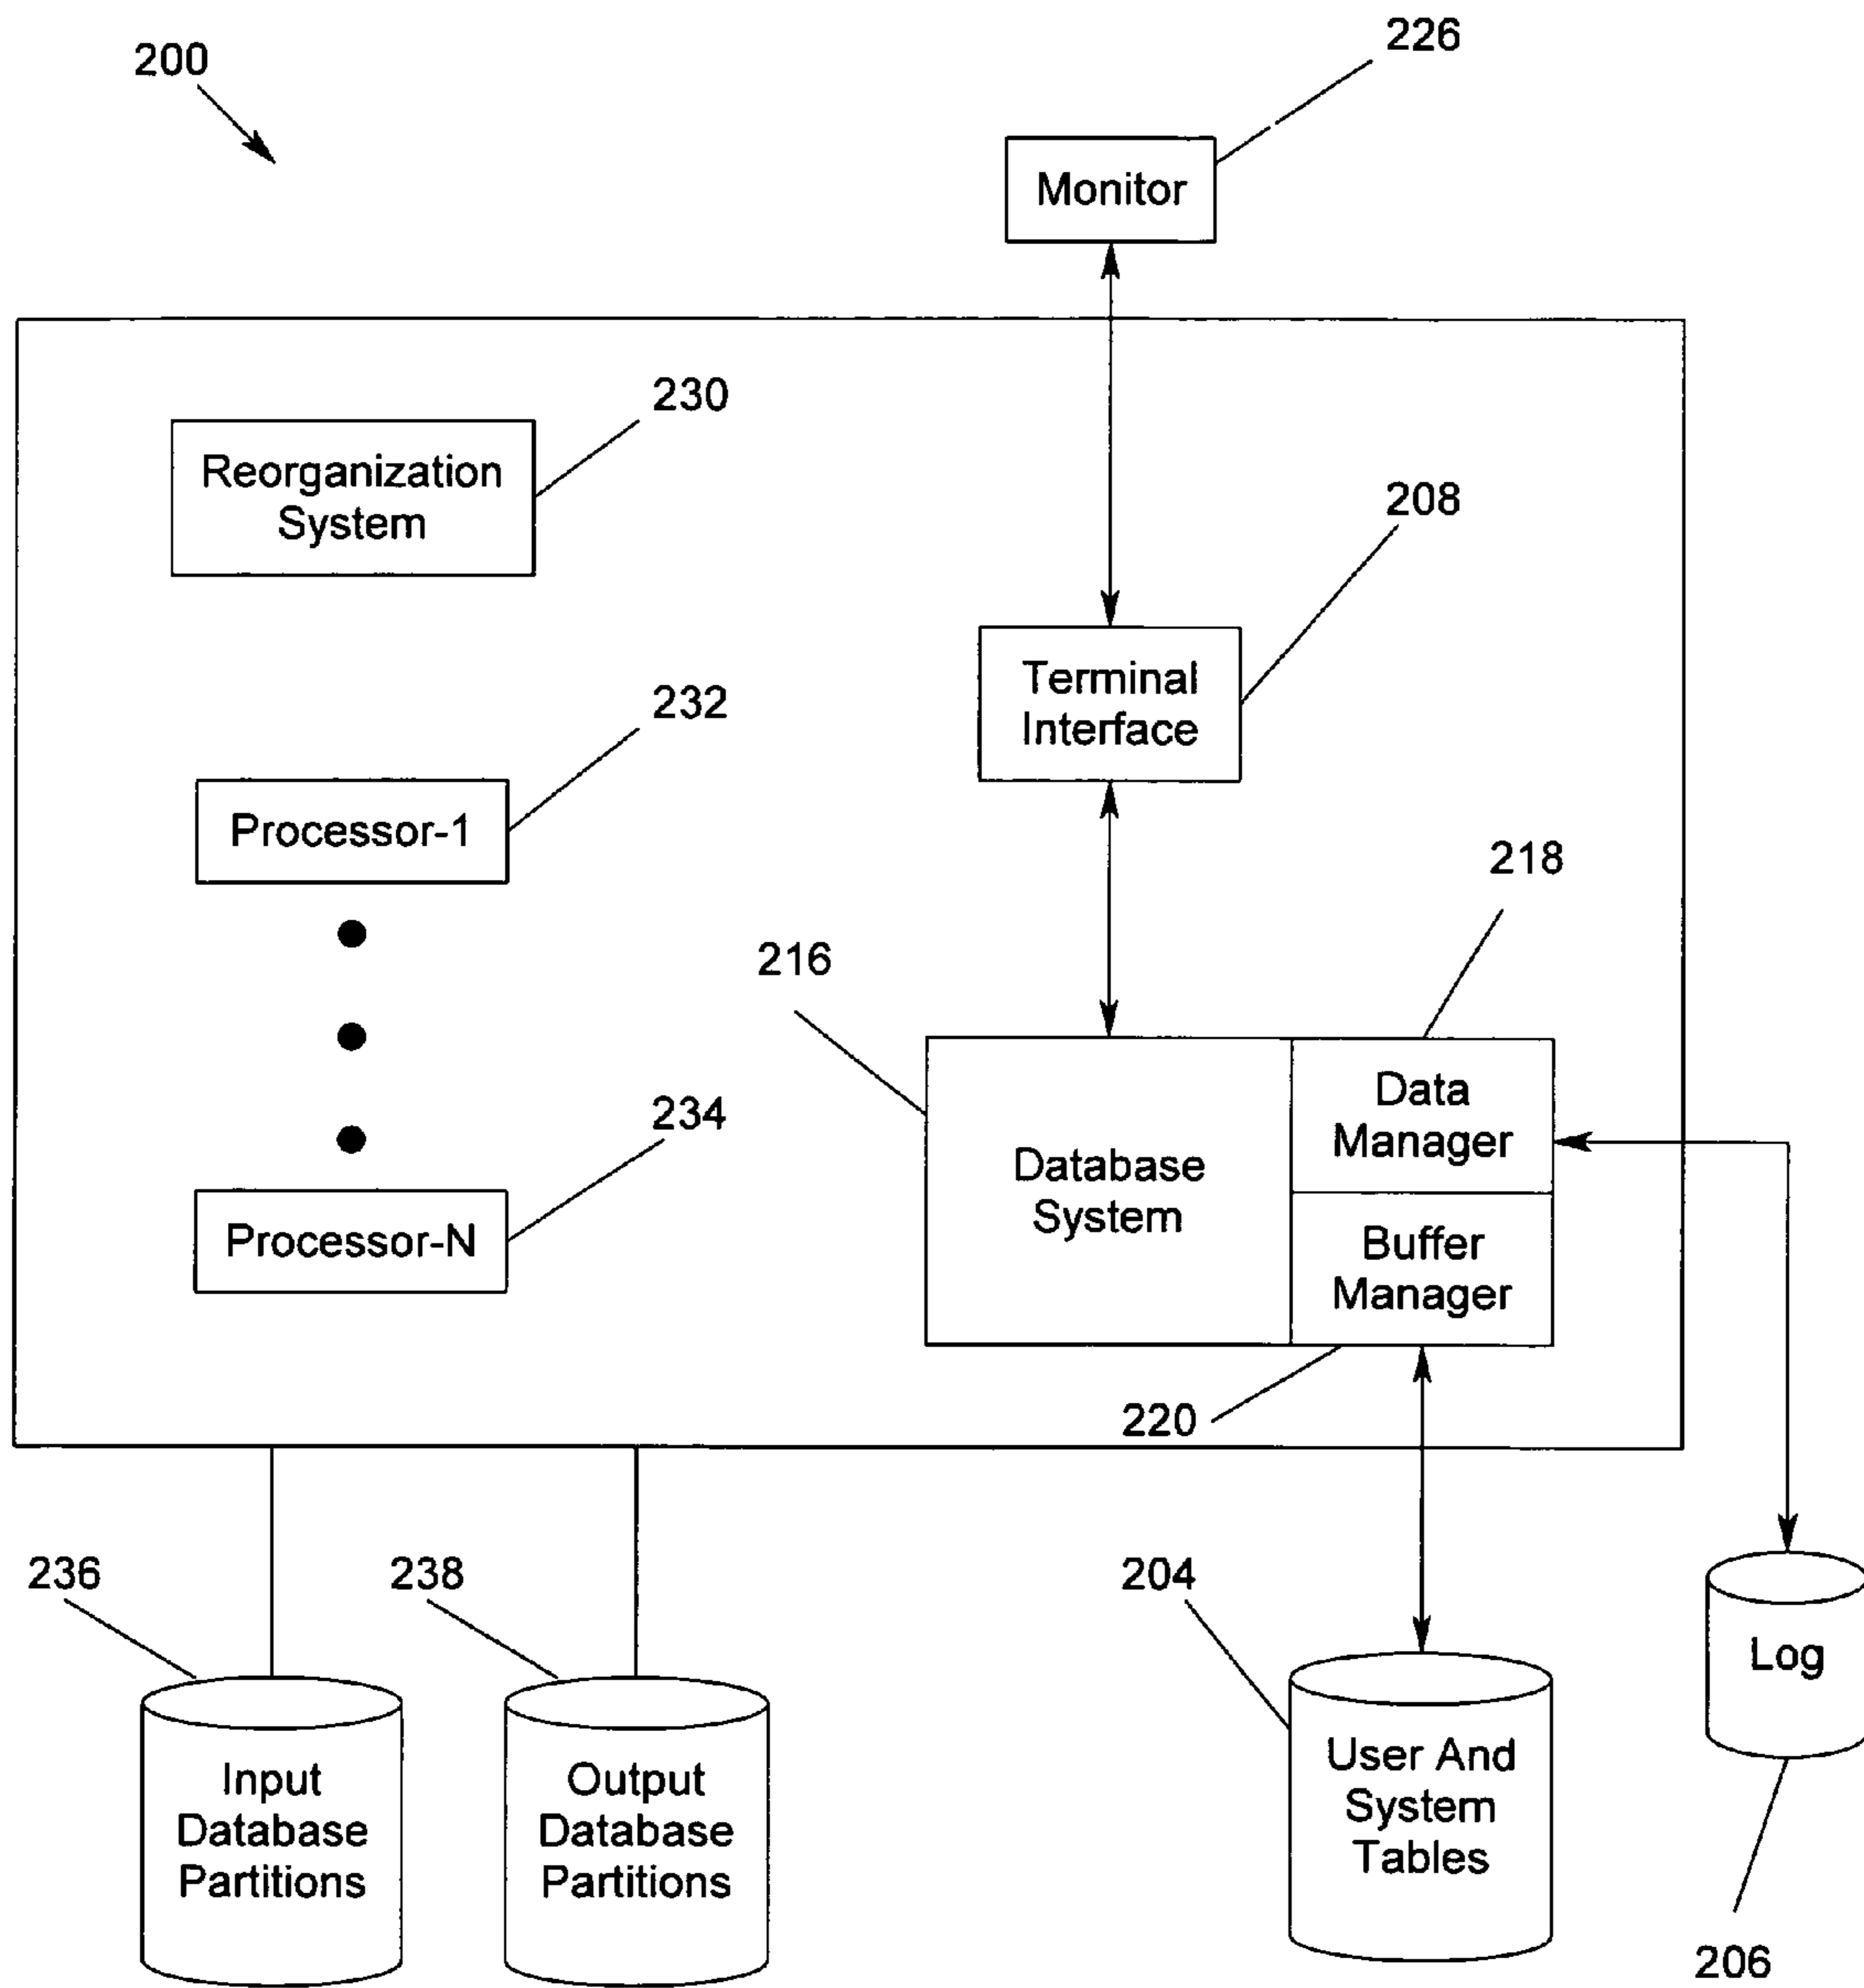 200
226
Monitor
230
Reorganization
System
208
Terminal
Interface
232
Processor-1
218
216
Data
Manager
234
Database
System
Processor-N
Buffer
Manager
220
236
238
204
Log
Input
Database
Partitions
Output
Database
Partitions
User And
System
Tables
206